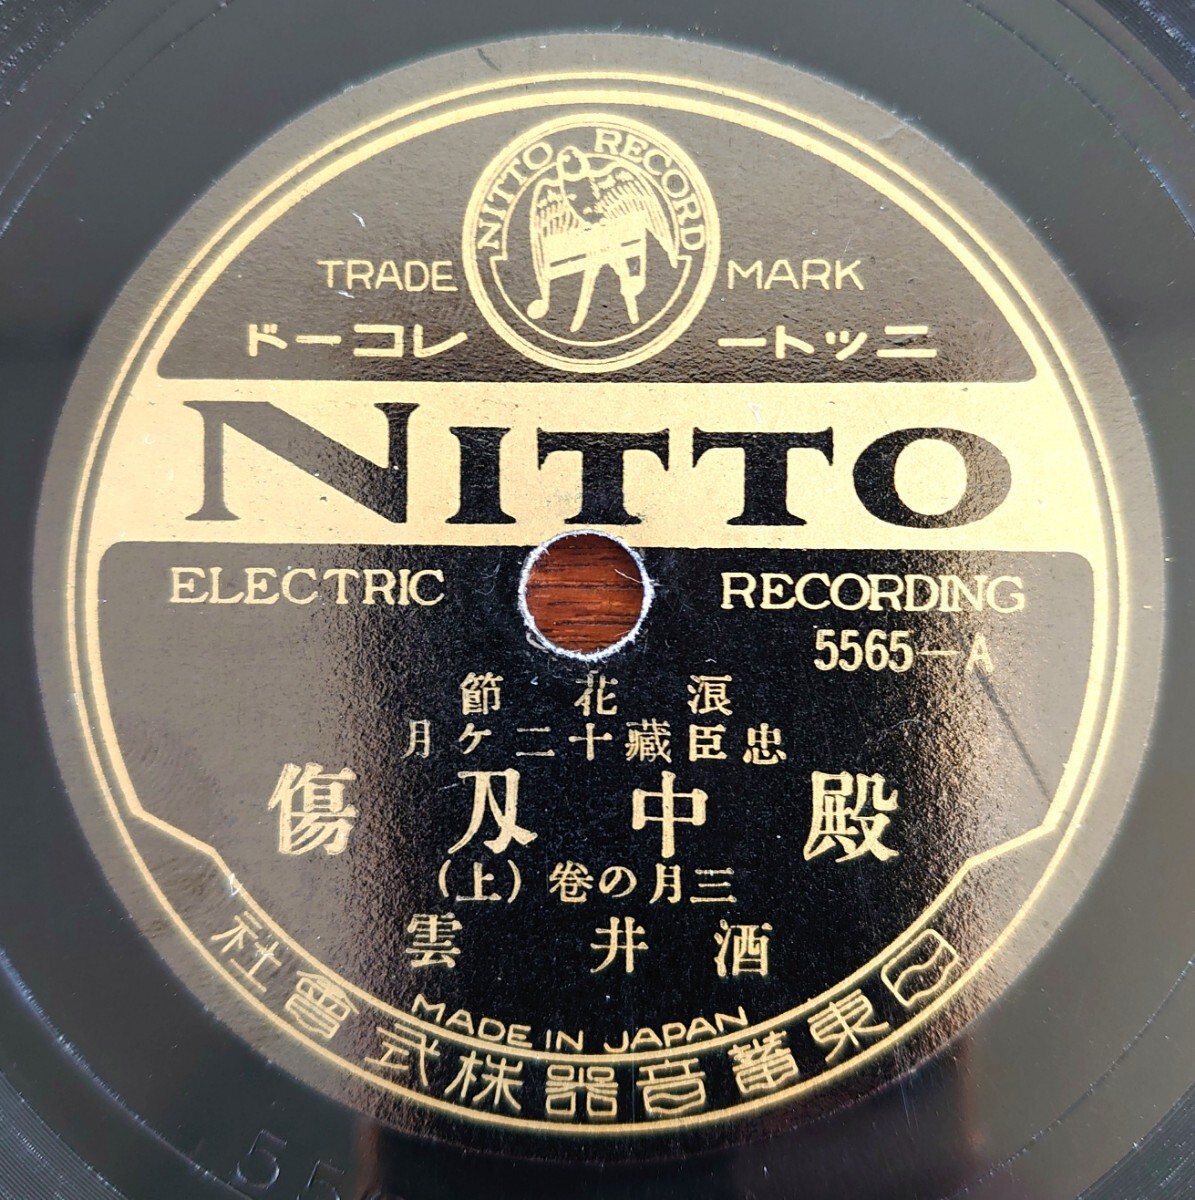 NITTO RECORD
TRADE MARK
ニットー レコード
NITTO
ELECTRIC RECORDING
5565-A
浪花節
忠臣藏十二ケ月
殿中刄傷
三月の卷(上)
酒井雲
MADE IN JAPAN
日東蓄音器株式會社